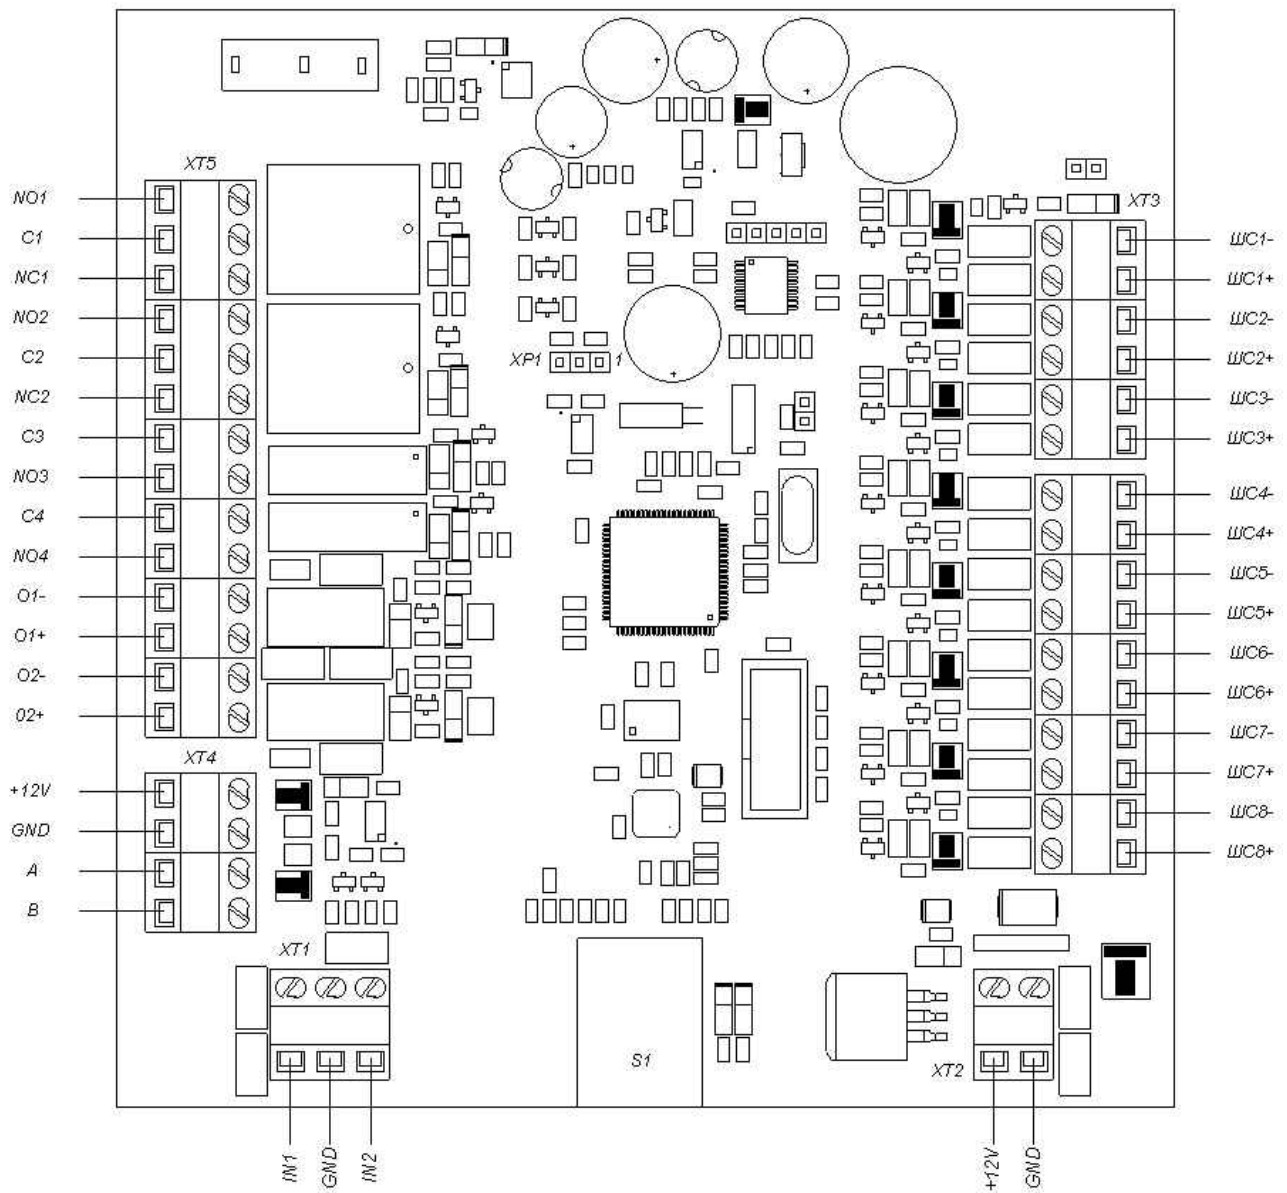 XT5
NO1
C1
NC1
NO2
C2
NC2
C3
NO3
C4
NO4
O1-
O1+
O2-
02+
XT4
+12V
GND
A
B
XT1
IN1
GND
IN2
XP1
1
S1
XT3
ШС1-
ШС1+
ШС2-
ШС2+
ШС3-
ШС3+
ШС4-
ШС4+
ШС5-
ШС5+
ШС6-
ШС6+
ШС7-
ШС7+
ШС8-
ШС8+
XT2
+12V
GND